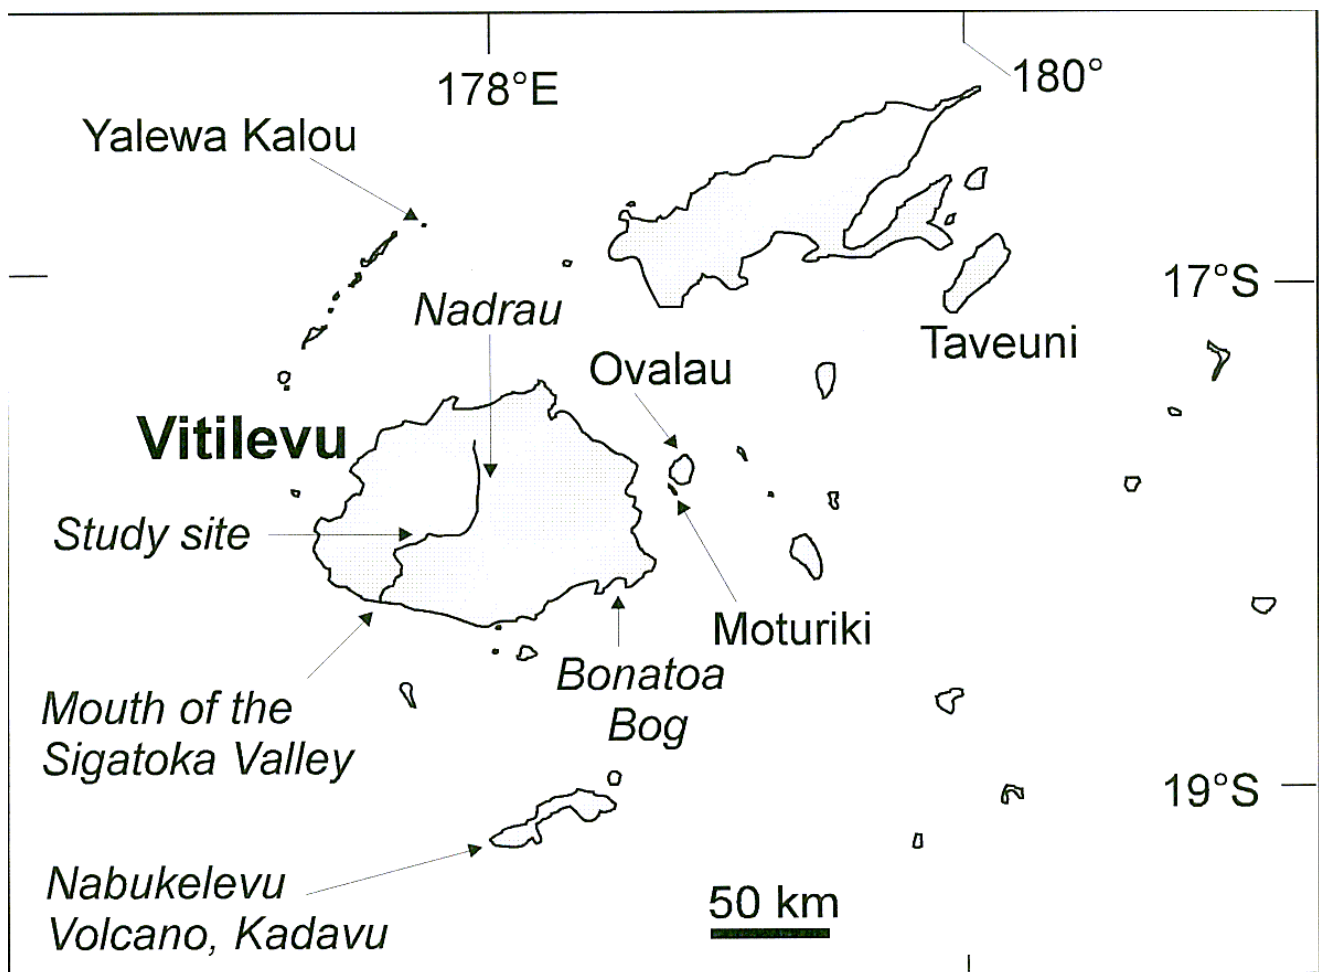 180°
178°E
Yalewa Kalou
17°S
Nadrau
Taveuni
Ovalau
Vitilevu
Study site
Moturiki
Bonatoa
Bog
Mouth of the
Sigatoka Valley
19°S
Nabukelevu
Volcano, Kadavu
50 km